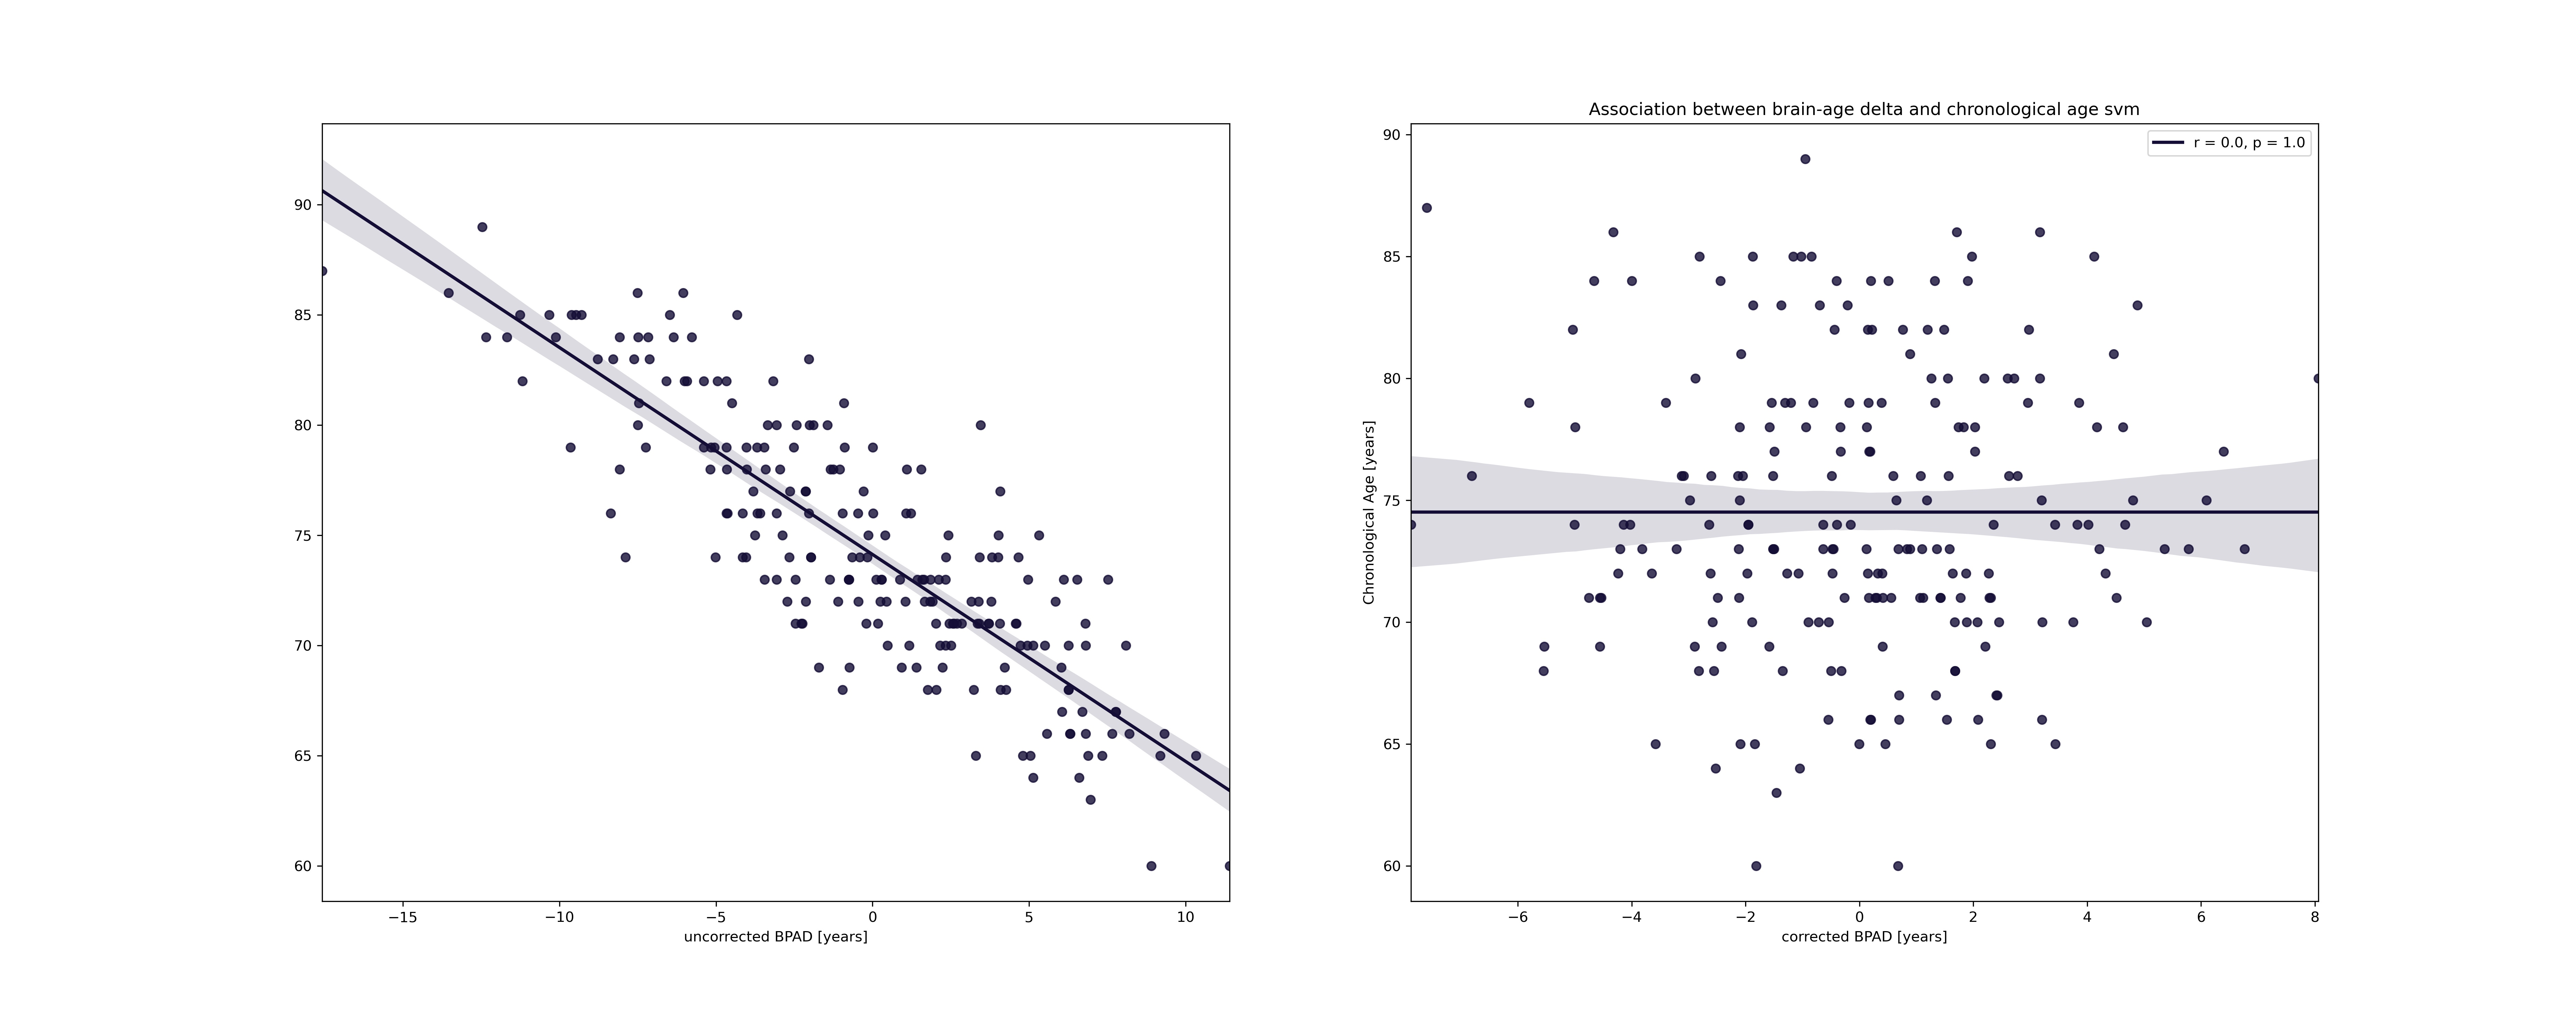 90
85
80
75
70
65
60
−15 −10 −5 0 5 10
uncorrected BPAD [years]
Association between brain-age delta and chronological age svm
r = 0.0, p = 1.0
Chronological Age [years]
90
85
80
75
70
65
60
−6 −4 −2 0 2 4 6 8
corrected BPAD [years]